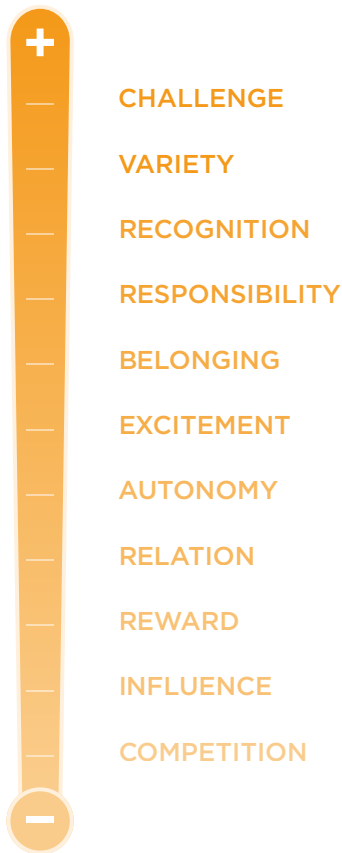 +
CHALLENGE
VARIETY
RECOGNITION
RESPONSIBILITY
BELONGING
EXCITEMENT
AUTONOMY
RELATION
REWARD
INFLUENCE
COMPETITION
−